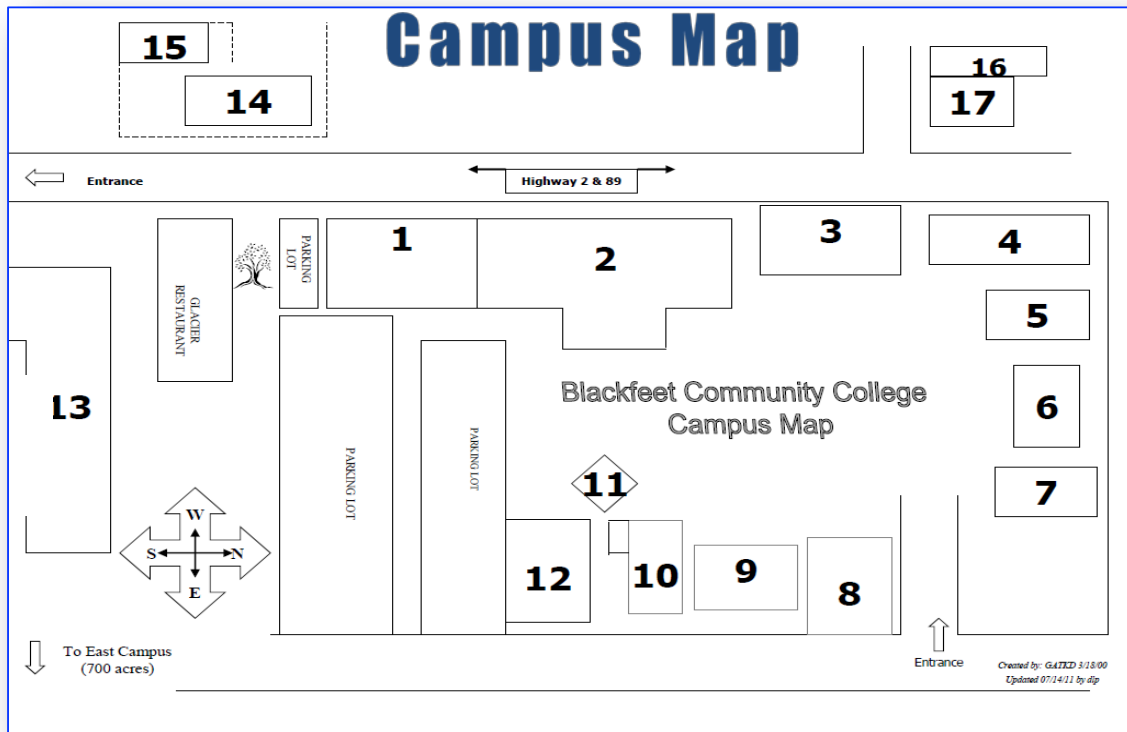 Campus Map
15
14
16
17
Entrance
Highway 2 & 89
1
2
3
4
PARKING
LOT
GLACIER
RESTAURANT
5
6
7
13
Blackfeet Community College
Campus Map
PARKING LOT
PARKING LOT
11
W
S
N
E
12
10
9
8
To East Campus
(700 acres)
Entrance
Created by: GATKD 3/18/00
Updated 07/14/11 by dlp